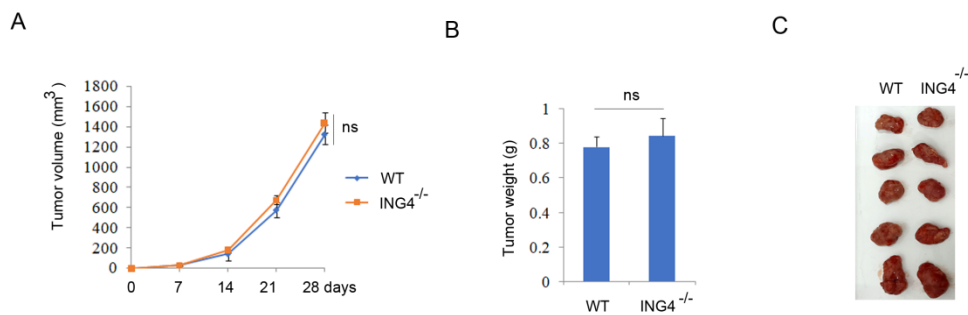 A
Tumor volume (mm3)
1800
1600
1400
1200
1000
800
600
400
200
0
0 7 14 21 28 days
ns
WT
ING4-/-
B
Tumor weight (g)
1
0.8
0.6
0.4
0.2
0
ns
WT ING4-/-
C
WT ING4-/-